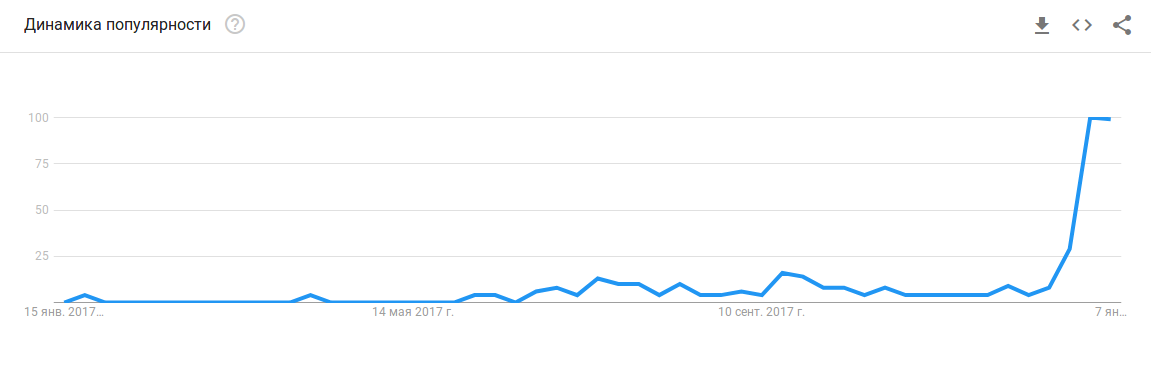 Динамика популярности ?
100
75
50
25
15 янв. 2017…
14 мая 2017 г.
10 сент. 2017 г.
7 ян…